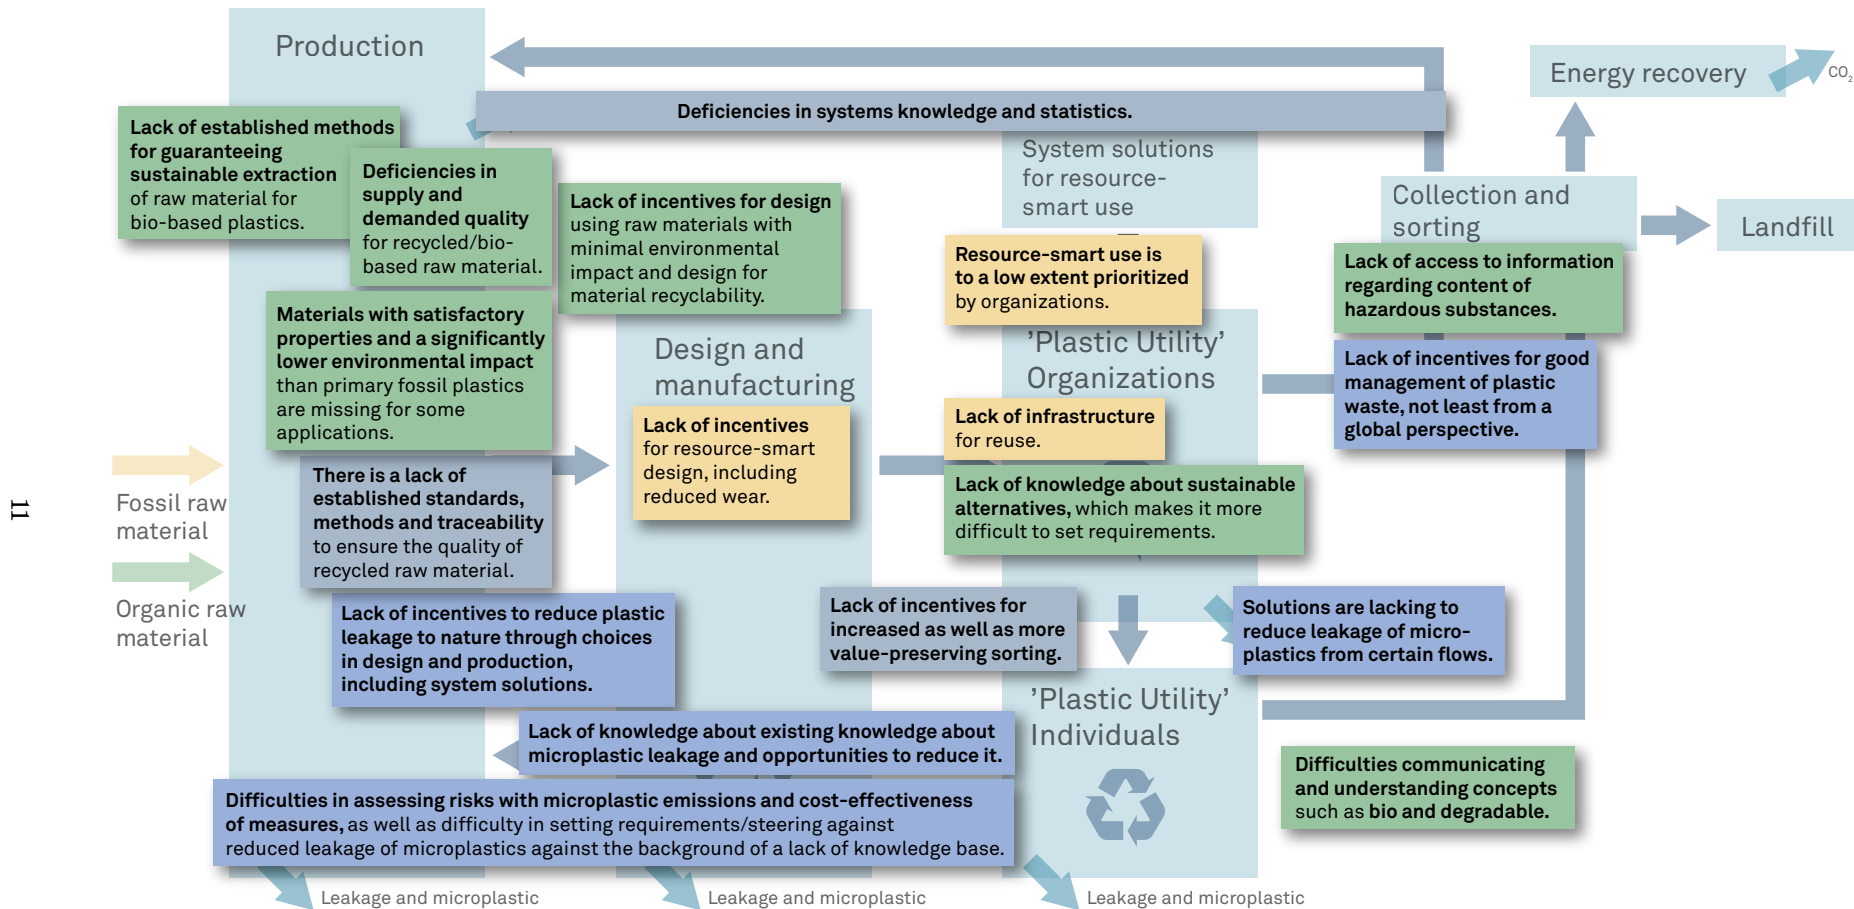 Production
Energy recovery
CO2
Deficiencies in systems knowledge and statistics.
Lack of established methods
for guaranteeing
sustainable extraction
of raw material for
bio-based plastics.
Deficiencies in
supply and
demanded quality
for recycled/bio-
based raw material.
Lack of incentives for design
using raw materials with
minimal environmental
impact and design for
material recyclability.
System solutions
for resource-
smart use
Collection and
sorting
Landfill
Resource-smart use is
to a low extent prioritized
by organizations.
Lack of access to information
regarding content of
hazardous substances.
Materials with satisfactory
properties and a significantly
lower environmental impact
than primary fossil plastics
are missing for some
applications.
Design and
manufacturing
’Plastic Utility’
Organizations
Lack of incentives for good
management of plastic
waste, not least from a
global perspective.
Lack of incentives
for resource-smart
design, including
reduced wear.
Lack of infrastructure
for reuse.
There is a lack of
established standards,
methods and traceability
to ensure the quality of
recycled raw material.
Lack of knowledge about sustainable
alternatives, which makes it more
difficult to set requirements.
Fossil raw
material
Organic raw
material
11
Lack of incentives to reduce plastic
leakage to nature through choices
in design and production,
including system solutions.
Lack of incentives for
increased as well as more
value-preserving sorting.
Solutions are lacking to
reduce leakage of micro-
plastics from certain flows.
’Plastic Utility’
Individuals
Lack of knowledge about existing knowledge about
microplastic leakage and opportunities to reduce it.
Difficulties communicating
and understanding concepts
such as bio and degradable.
Difficulties in assessing risks with microplastic emissions and cost-effectiveness
of measures, as well as difficulty in setting requirements/steering against
reduced leakage of microplastics against the background of a lack of knowledge base.
Leakage and microplastic
Leakage and microplastic
Leakage and microplastic